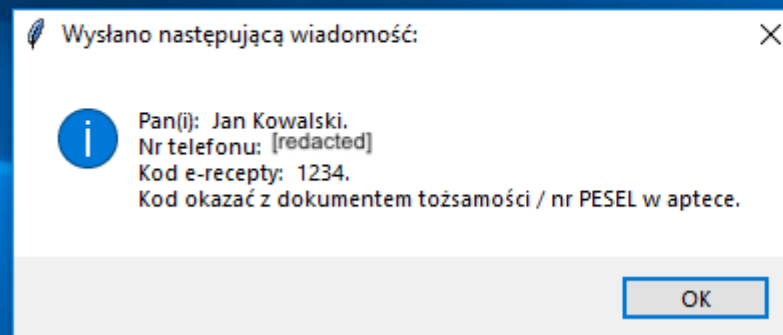 Wysłano następującą wiadomość:
Pan(i): Jan Kowalski.
Nr telefonu: [redacted]
Kod e-recepty: 1234.
Kod okazać z dokumentem tożsamości / nr PESEL w aptece.
OK